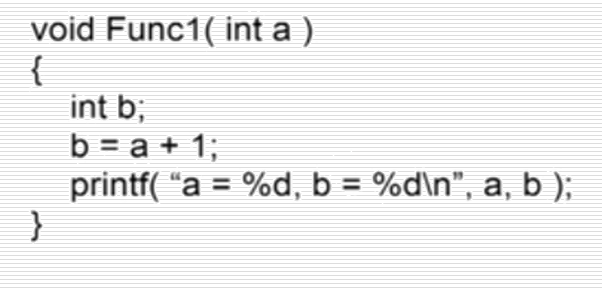 void Func1( int a )
{
int b;
b = a + 1;
printf( “a = %d, b = %d\n”, a, b );
}